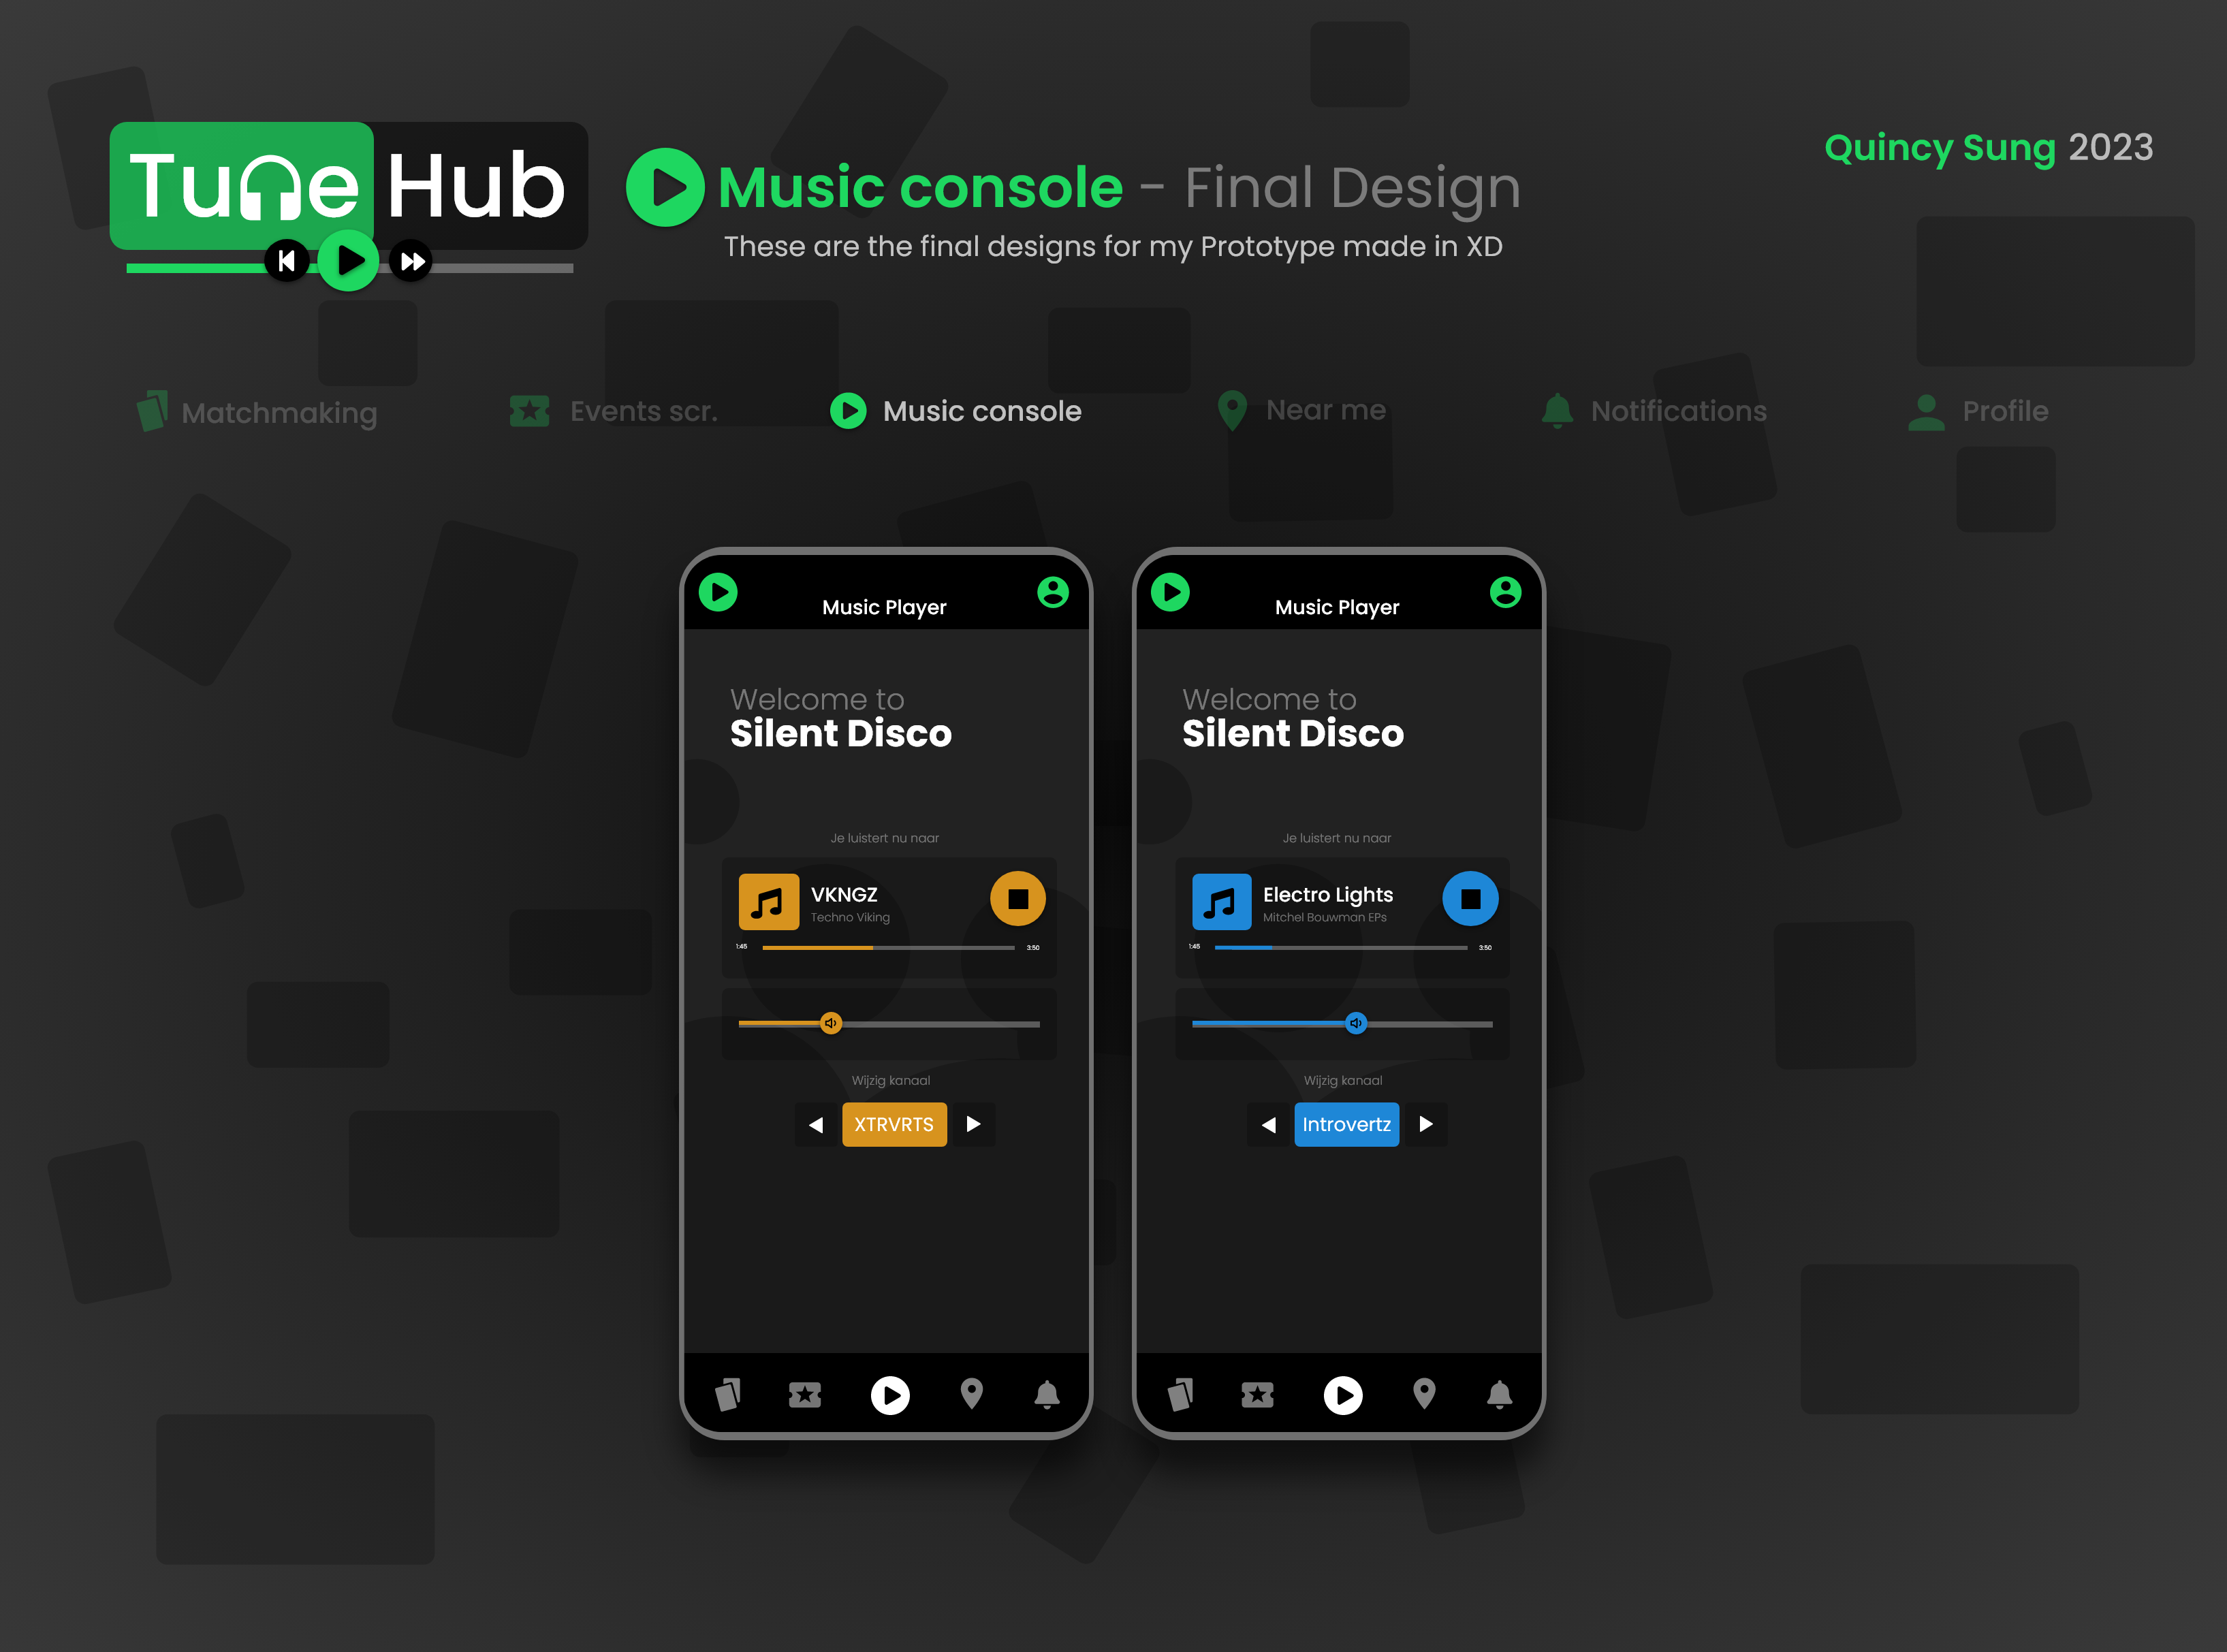 Tune Hub
Music console - Final Design
These are the final designs for my Prototype made in XD
Quincy Sung 2023
Matchmaking
Events scr.
Music console
Near me
Notifications
Profile
Music Player
Welcome to
Silent Disco
Je luistert nu naar
VKNGZ
Techno Viking
1:45
3:50
Wijzig kanaal
XTRVRTS
Music Player
Welcome to
Silent Disco
Je luistert nu naar
Electro Lights
Mitchel Bouwman EPs
1:45
3:50
Wijzig kanaal
Introvertz